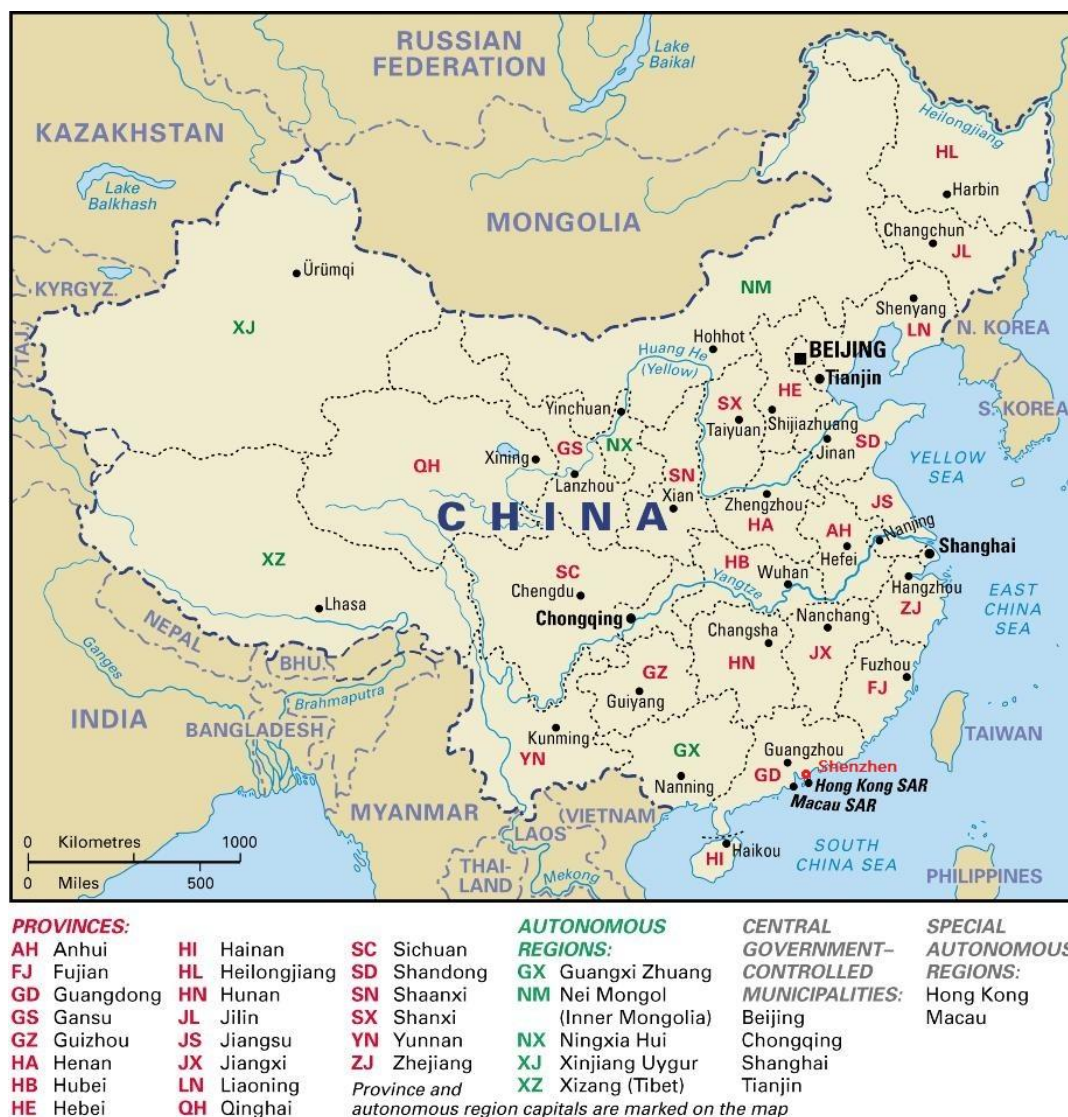 RUSSIAN
FEDERATION
Lake
Baikal
KAZAKHSTAN
Lake
Balkhash
MONGOLIA
Heilongjiang
HL
Harbin
Changchun
JL
Ürümqi
KYRGYZ.
XJ
TAJ.
NM
Shenyang
LN
N. KOREA
Hohhot
Huang He
(Yellow)
BEIJING
Tianjin
HE
S. KOREA
Yinchuan
SX
Taiyuan
Shijiazhuang
Jinan
SD
GS
NX
QH
Xining
Lanzhou
SN
Xian
YELLOW
SEA
CHINA
Zhengzhou
HA
JS
AH
Hefei
Nanjing
Shanghai
XZ
SC
Chengdu
HB
Wuhan
Yangtze
Hangzhou
ZJ
EAST
CHINA
SEA
Lhasa
Chongqing
Changsha
Nanchang
NEPAL
Ganges
BHU.
GZ
Guiyang
HN
JX
Fuzhou
FJ
Brahmaputra
INDIA
BANGLADESH
Kunming
YN
GX
Nanning
Guangzhou
GD
Shenzhen
Hong Kong SAR
Macau SAR
TAIWAN
MYANMAR
VIETNAM
LAOS
0 Kilometres 1000
0 Miles 500
THAI-
LAND
Mekong
HI
Haikou
SOUTH
CHINA SEA
PHILIPPINES
PROVINCES:
AH Anhui
FJ Fujian
GD Guangdong
GS Gansu
GZ Guizhou
HA Henan
HB Hubei
HE Hebei
HI Hainan
HL Heilongjiang
HN Hunan
JL Jilin
JS Jiangsu
JX Jiangxi
LN Liaoning
QH Qinghai
SC Sichuan
SD Shandong
SN Shaanxi
SX Shanxi
YN Yunnan
ZJ Zhejiang
Province and
autonomous region capitals are marked on the map
AUTONOMOUS
REGIONS:
GX Guangxi Zhuang
NM Nei Mongol
(Inner Mongolia)
NX Ningxia Hui
XJ Xinjiang Uygur
XZ Xizang (Tibet)
CENTRAL
GOVERNMENT–
CONTROLLED
MUNICIPALITIES:
Beijing
Chongqing
Shanghai
Tianjin
SPECIAL
AUTONOMOUS
REGIONS:
Hong Kong
Macau